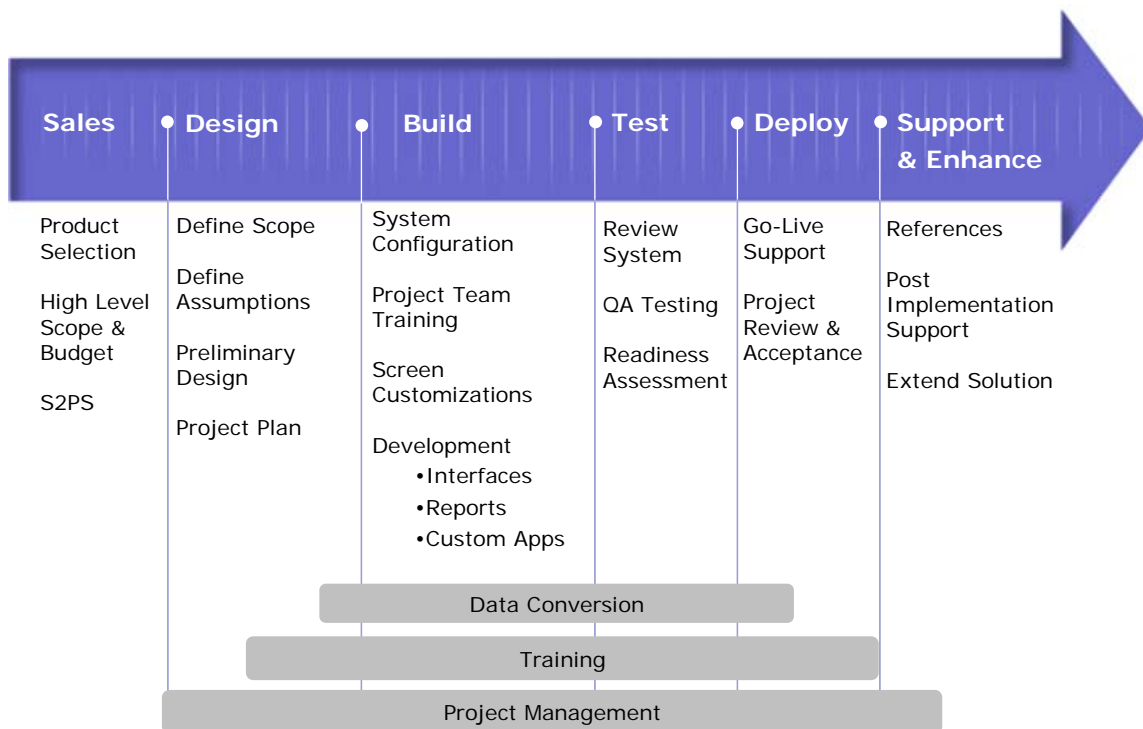 Sales
Design
Build
Test
Deploy
Support
& Enhance
Product
Selection
High Level
Scope &
Budget
S2PS
Define Scope
Define
Assumptions
Preliminary
Design
Project Plan
System
Configuration
Project Team
Training
Screen
Customizations
Development
•Interfaces
•Reports
•Custom Apps
Review
System
QA Testing
Readiness
Assessment
Go-Live
Support
Project
Review &
Acceptance
References
Post
Implementation
Support
Extend Solution
Data Conversion
Training
Project Management